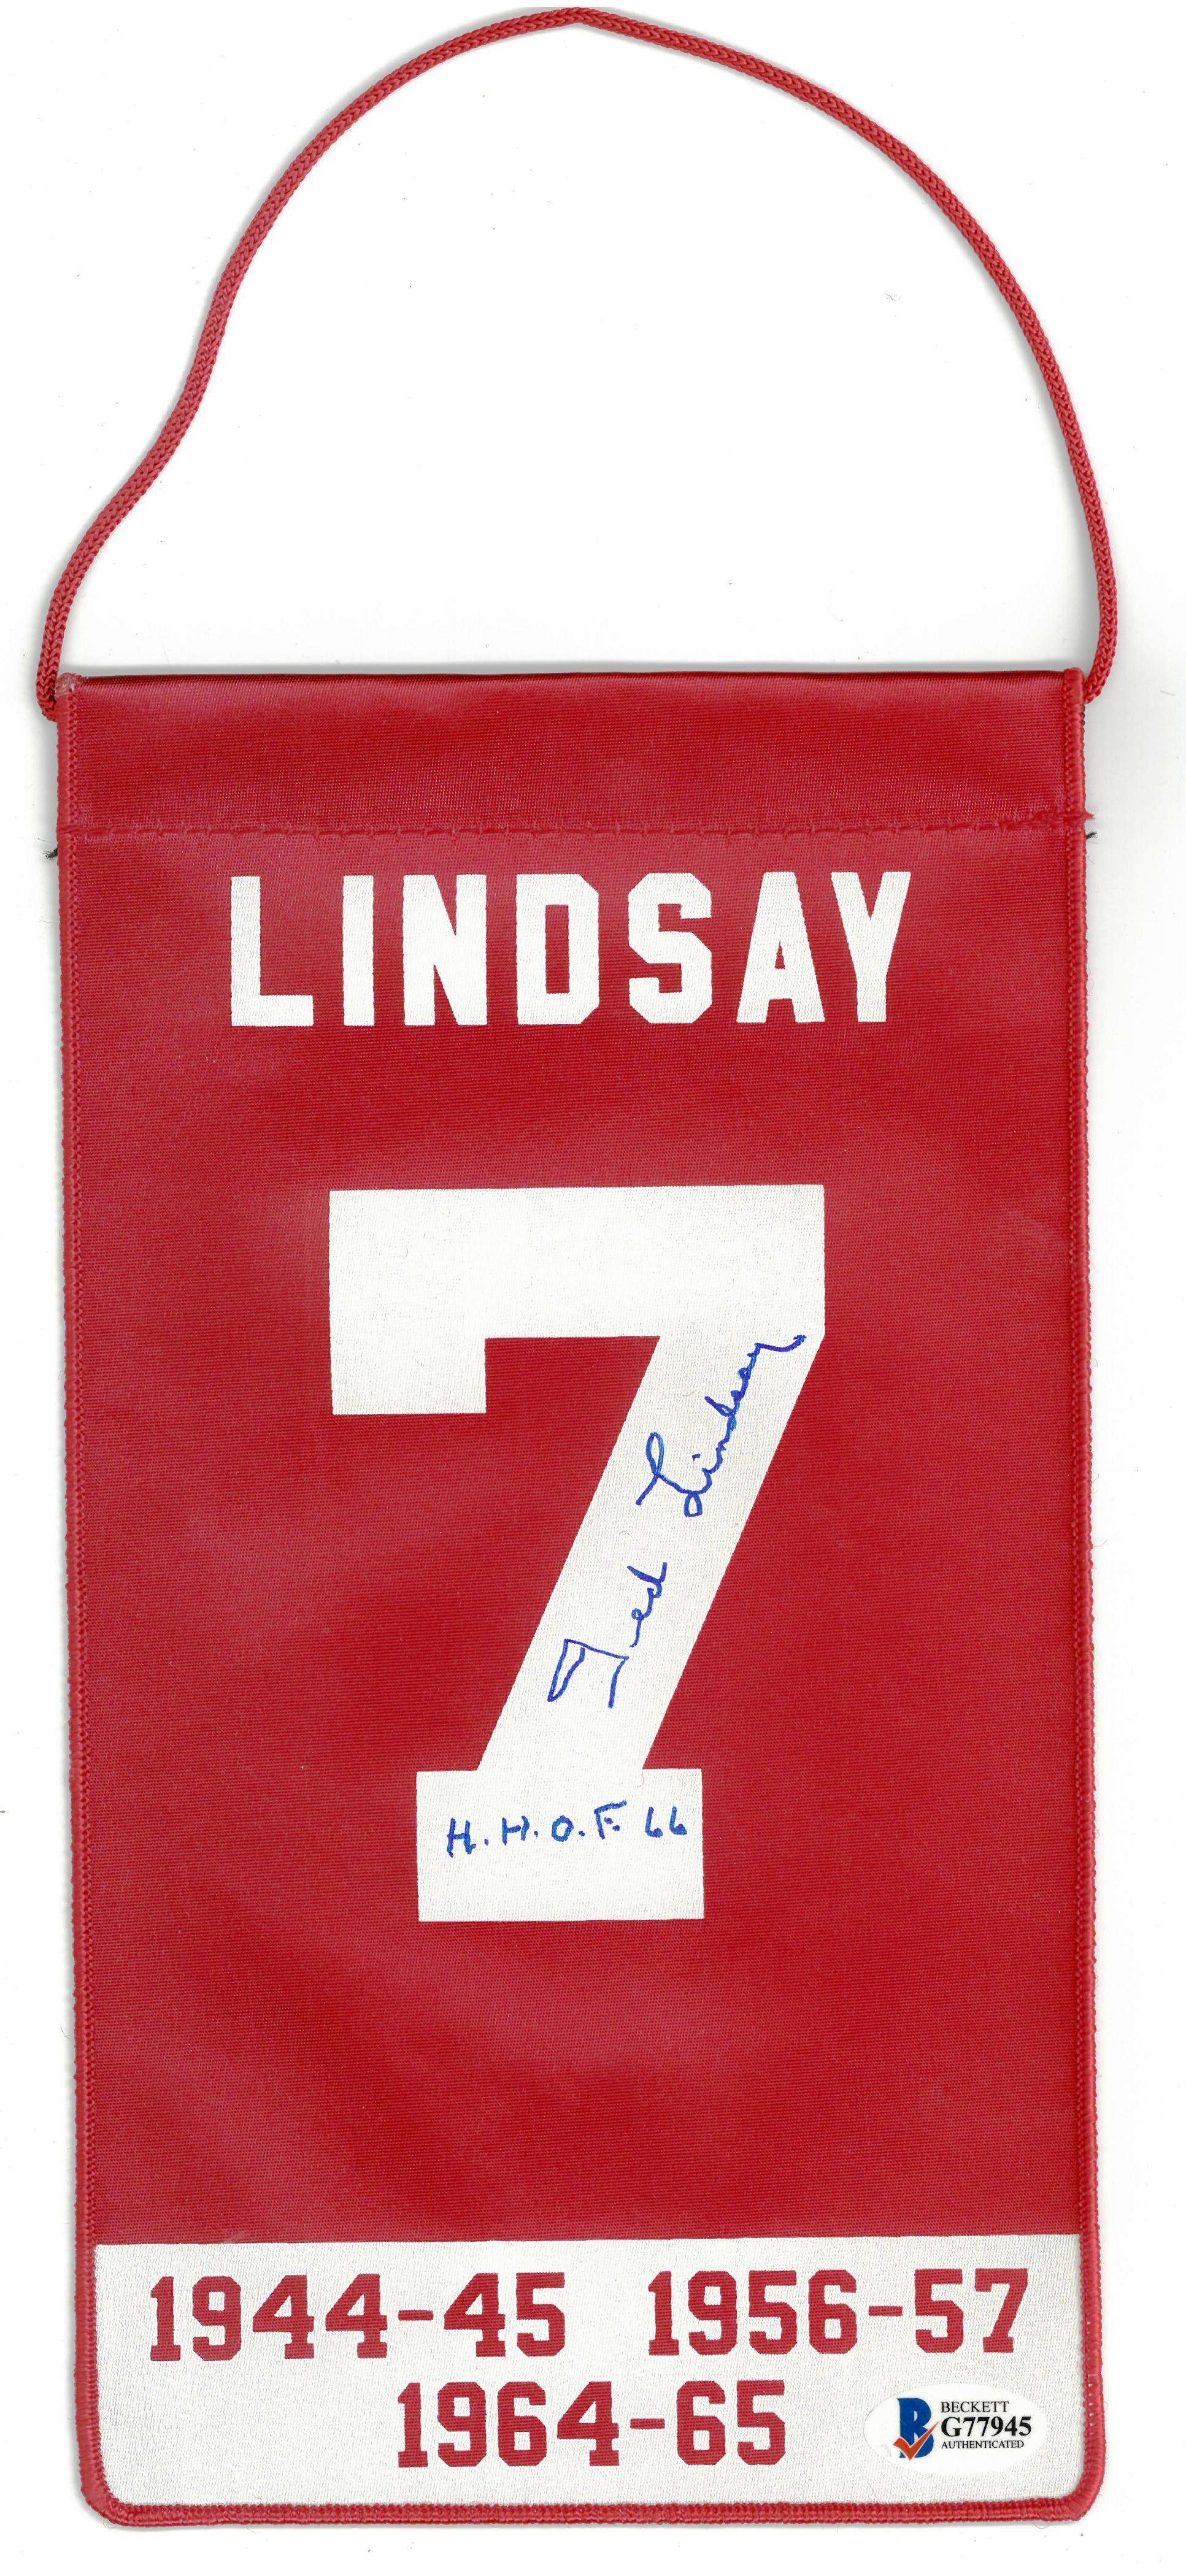 LINDSAY
7
Ted Lindsay
H.H.O.F. 66
1944-45 1956-57
1964-65
B
BECKETT
G77945
AUTHENTICATED